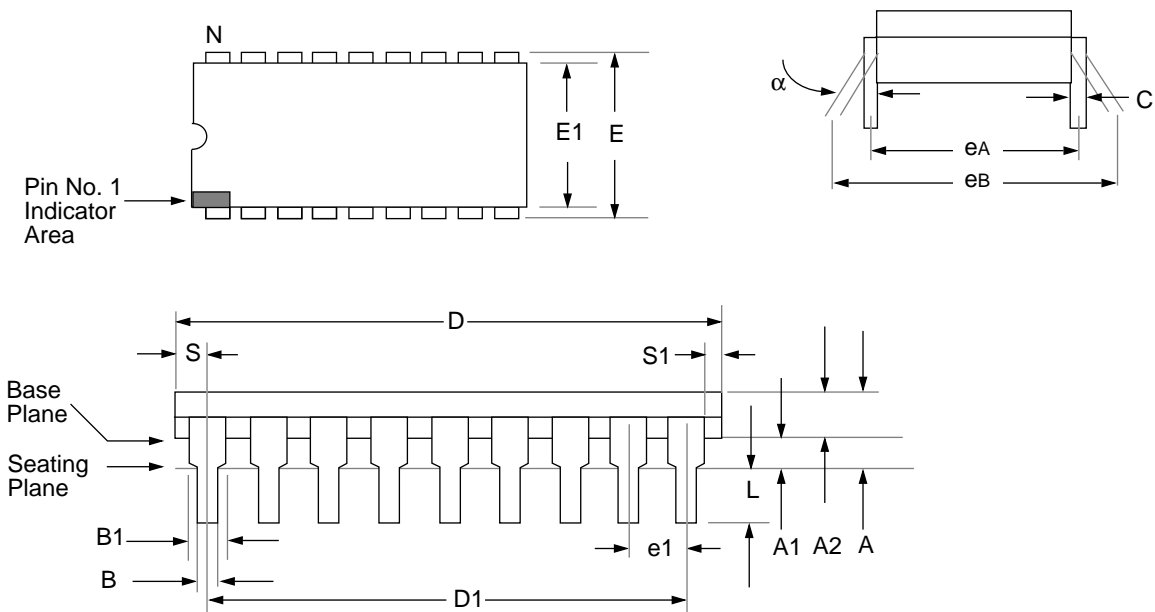 N
E1
E
Pin No. 1
Indicator
Area
α
C
eA
eB
D
S
S1
Base
Plane
Seating
Plane
L
B1
B
e1
A1
A2
A
D1